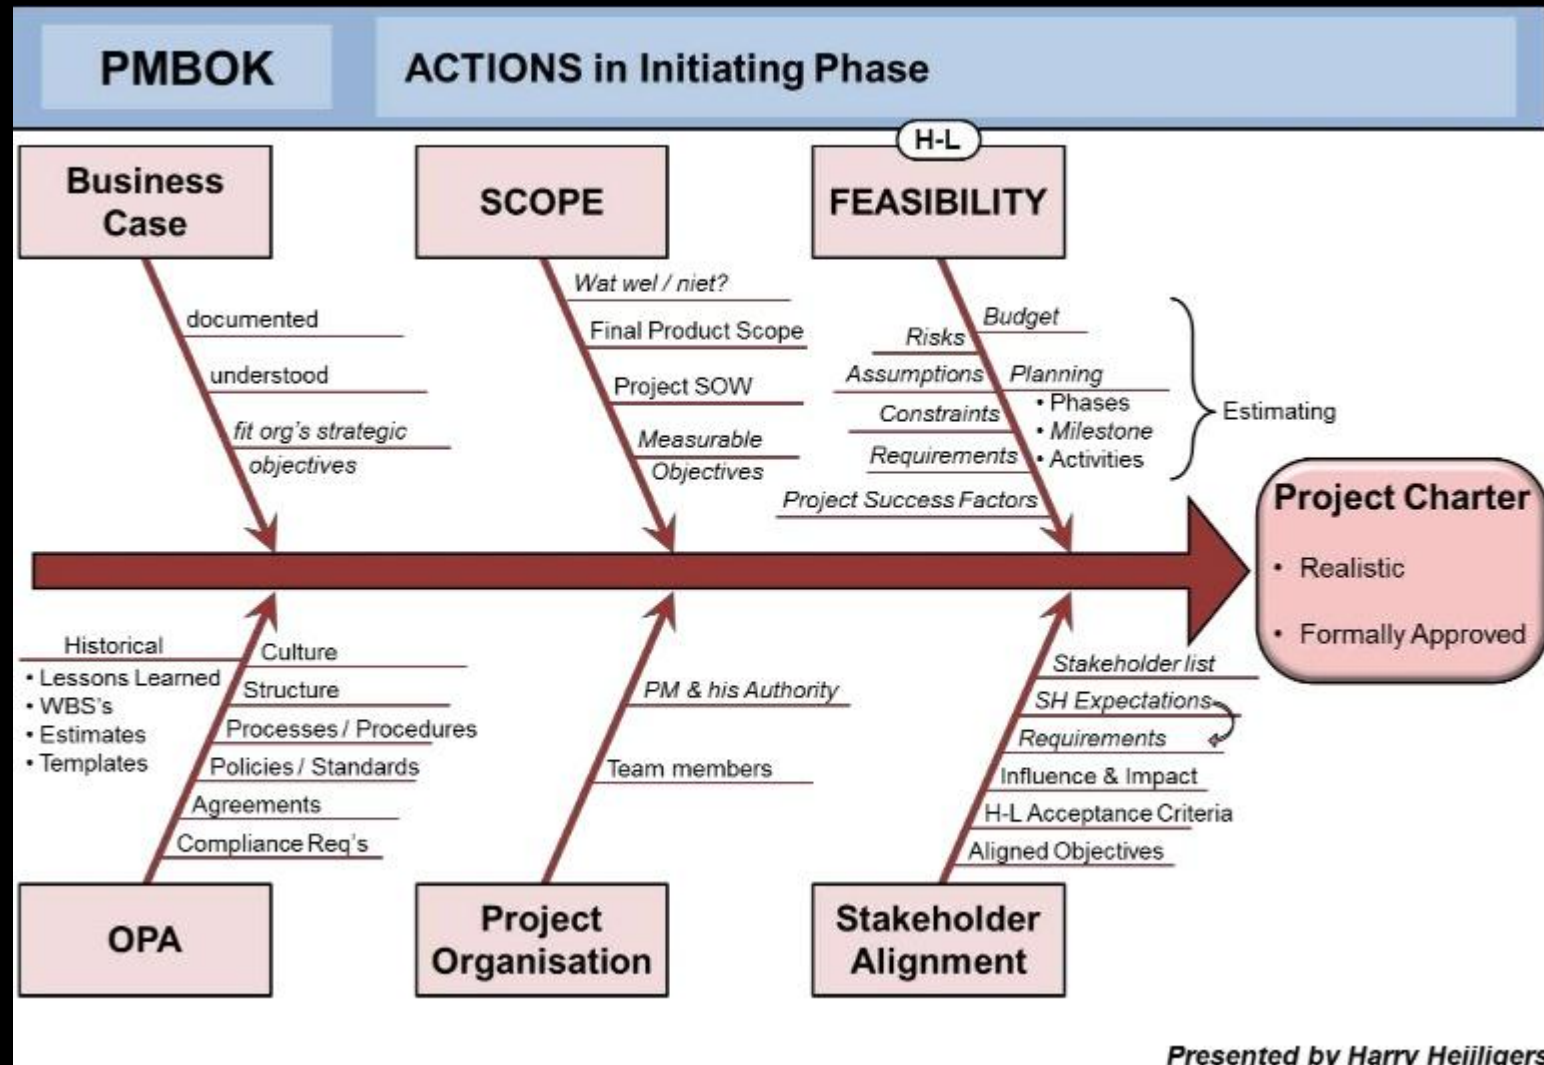 PMBOK
ACTIONS in Initiating Phase
H-L
Business
Case
SCOPE
FEASIBILITY
documented
understood
fit org's strategic
objectives
Wat wel / niet?
Final Product Scope
Project SOW
Measurable
Objectives
Budget
Risks
Assumptions
Planning
• Phases
• Milestone
• Activities
Constraints
Requirements
Project Success Factors
Estimating
Project Charter
• Realistic
• Formally Approved
Historical
• Lessons Learned
• WBS's
• Estimates
• Templates
Culture
Structure
Processes / Procedures
Policies / Standards
Agreements
Compliance Req's
PM & his Authority
Team members
Stakeholder list
SH Expectations
Requirements
Influence & Impact
H-L Acceptance Criteria
Aligned Objectives
OPA
Project
Organisation
Stakeholder
Alignment
Presented by Harry Heijligers